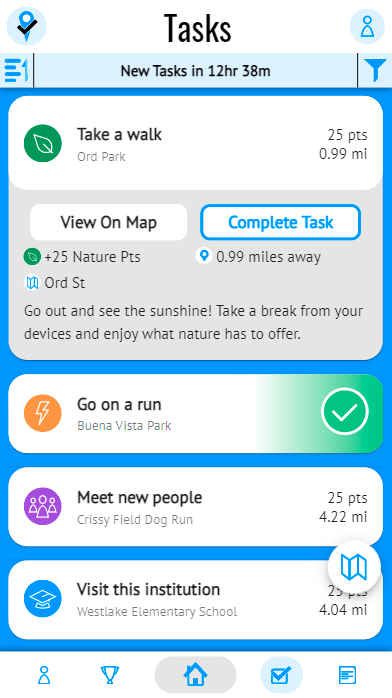 Tasks
New Tasks in 12hr 38m
Take a walk
25 pts
Ord Park
0.99 mi
View On Map
Complete Task
+25 Nature Pts
0.99 miles away
Ord St
Go out and see the sunshine! Take a break from your
devices and enjoy what nature has to offer.
Go on a run
Buena Vista Park
Meet new people
25 pts
Crissy Field Dog Run
4.22 mi
Visit this institution
25 pts
Westlake Elementary School
4.04 mi